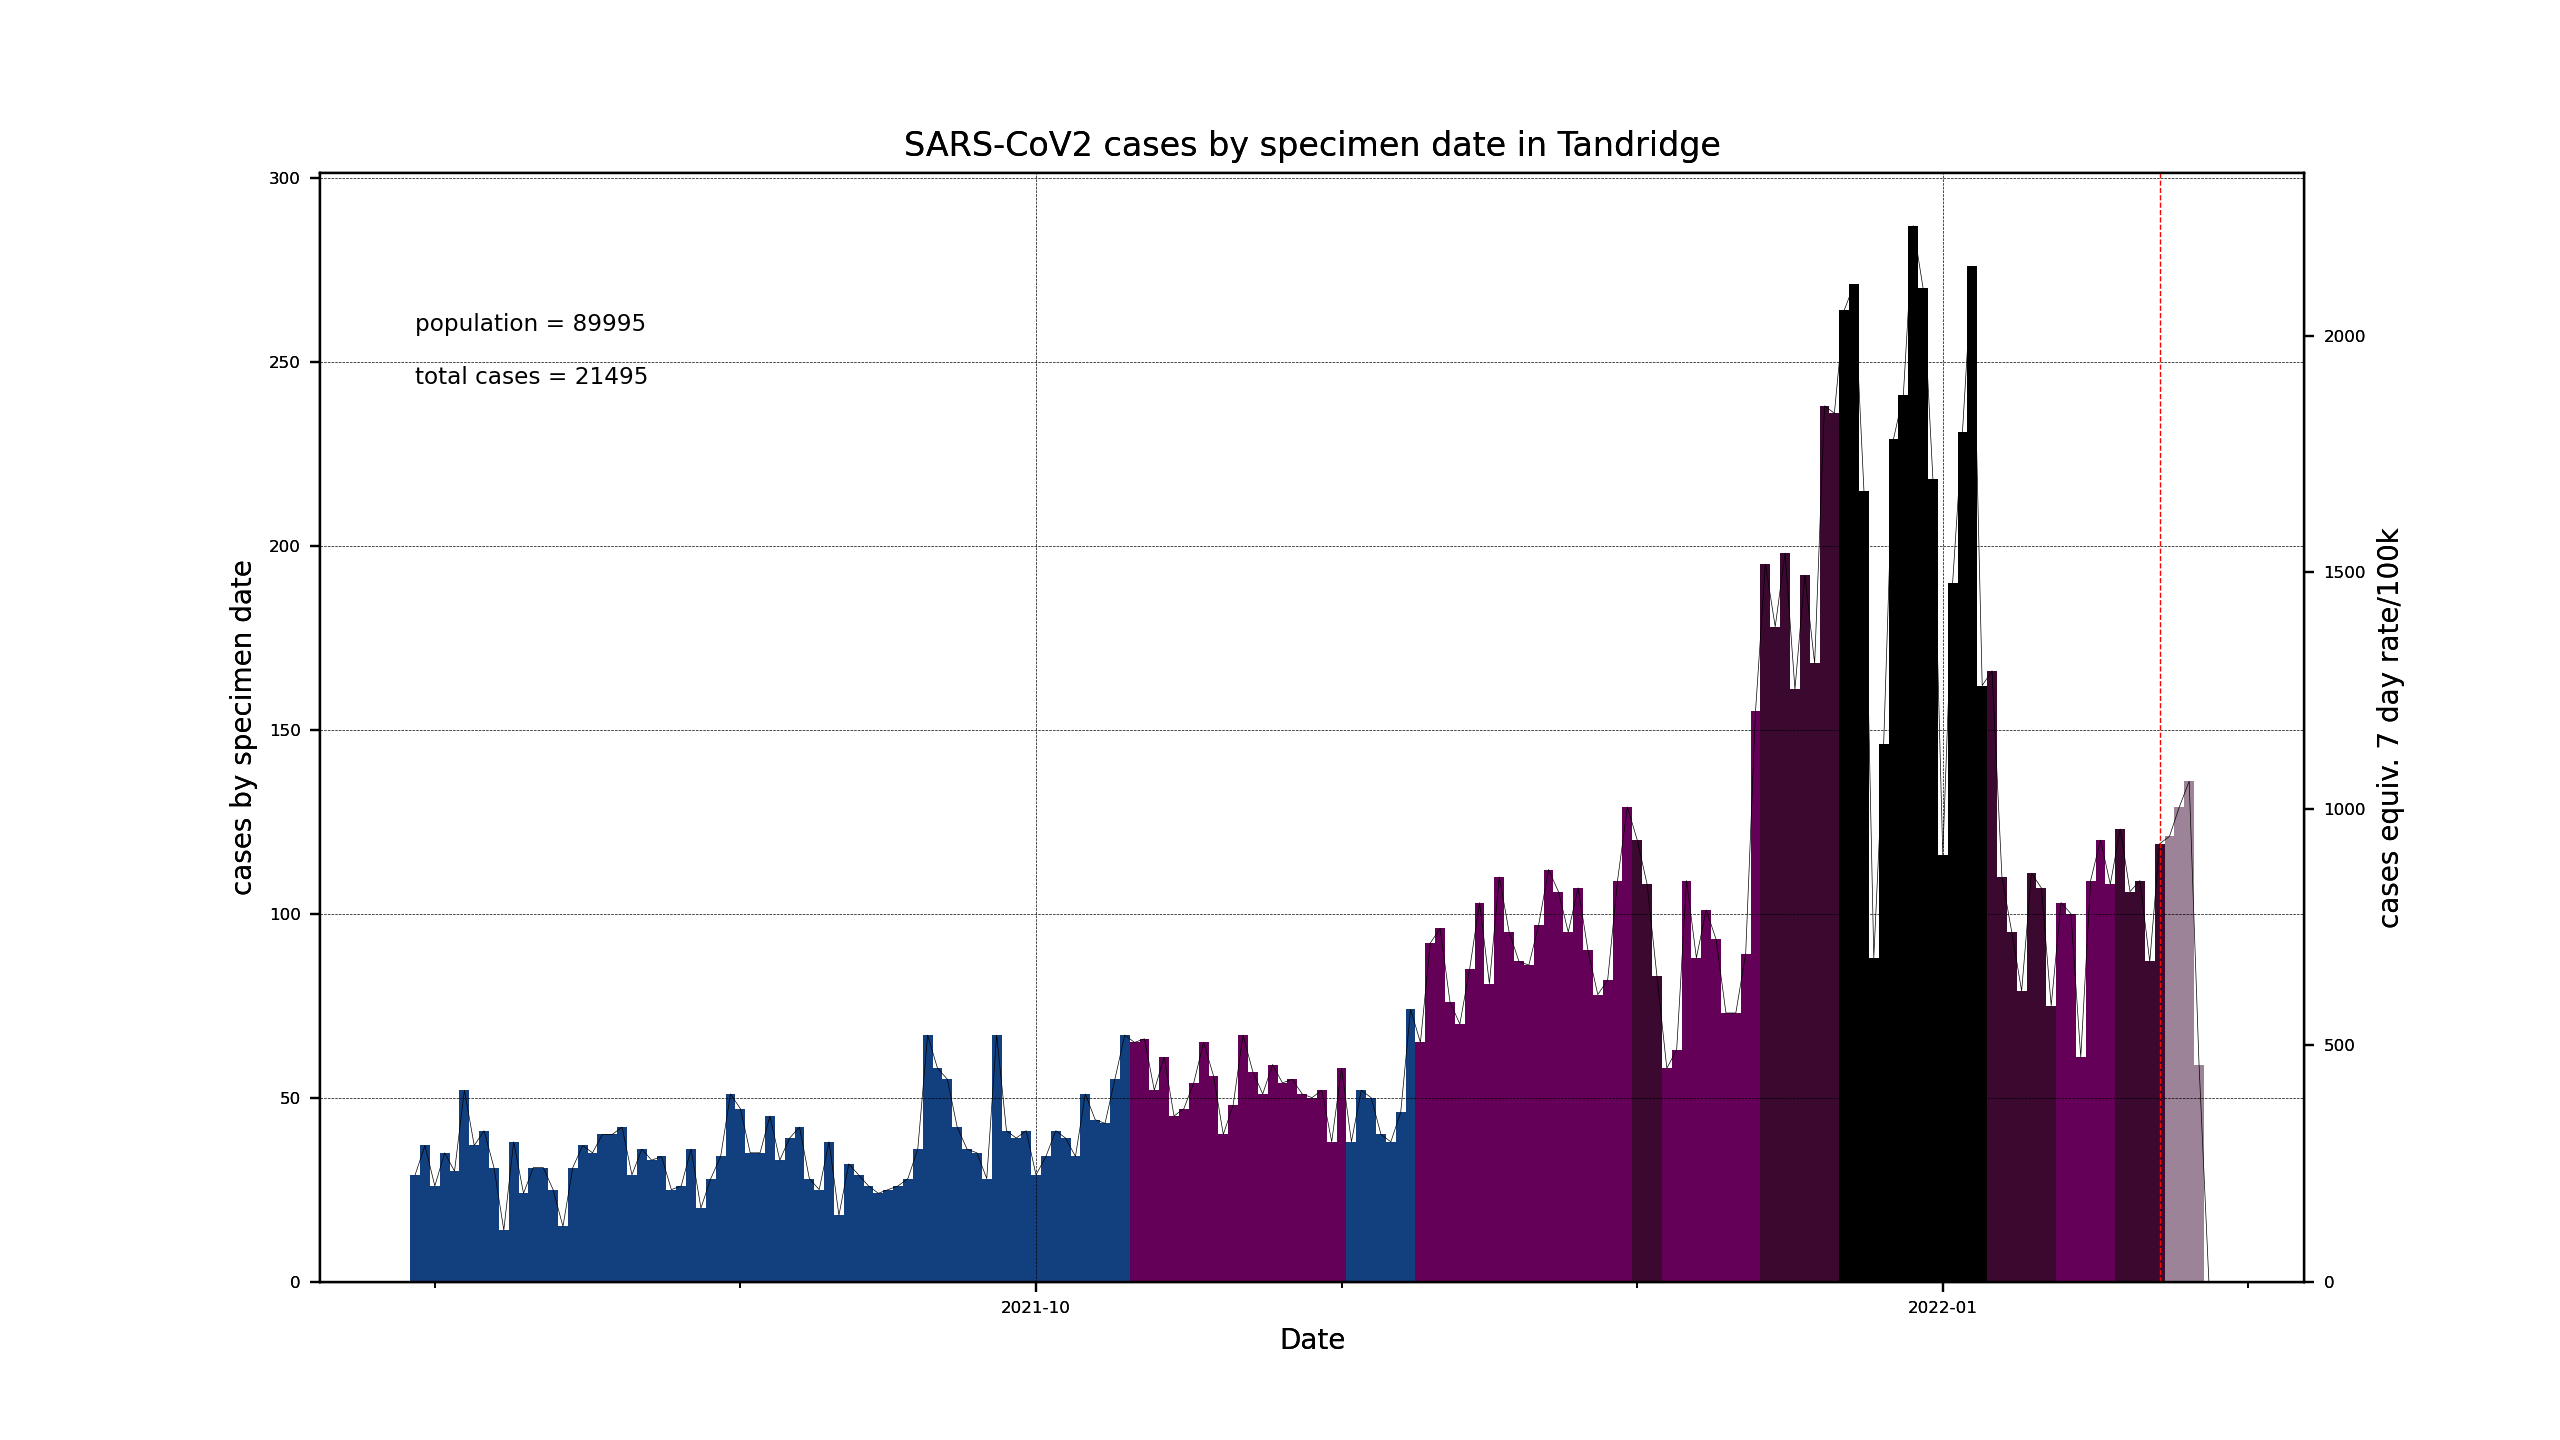 SARS-CoV2 cases by specimen date in Tandridge
population = 89995
total cases = 21495
cases by specimen date
300
250
200
150
100
50
0
2000
1500
1000
500
0
cases equiv. 7 day rate/100k
2021-10
2022-01
Date